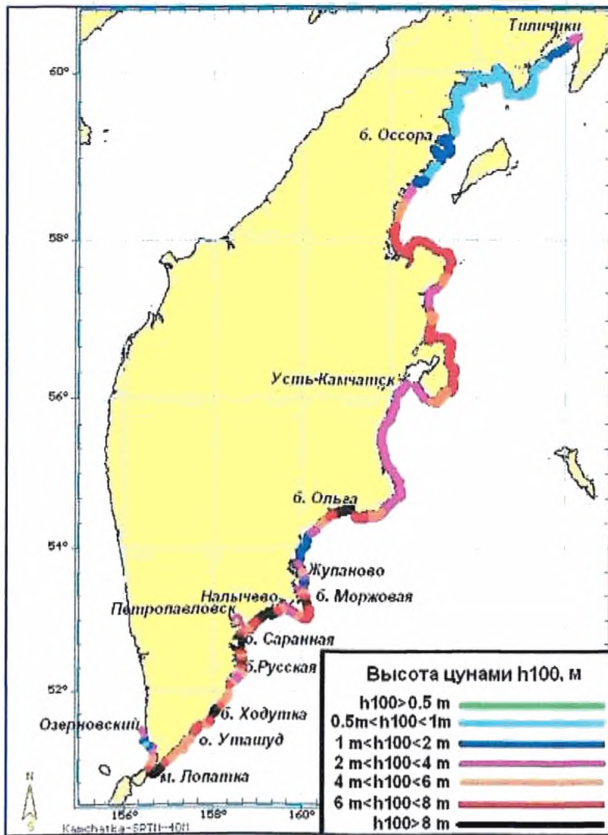 Тиличики
60°
б. Оссора
58°
Усть-Камчатск
56°
б. Ольга
54°
Жупаново
Налычево
б. Моржовая
Петропавловск
б. Саранная
б.Русская
52°
б. Ходутка
Озерновский
о. Уташуд
м. Лопатка
N
S
156°
158°
160°
Высота цунами h100, м
h100>0.5 m
0.5m<h100<1m
1 m<h100<2 m
2 m<h100<4 m
4 m<h100<6 m
6 m<h100<8 m
h100>8 m